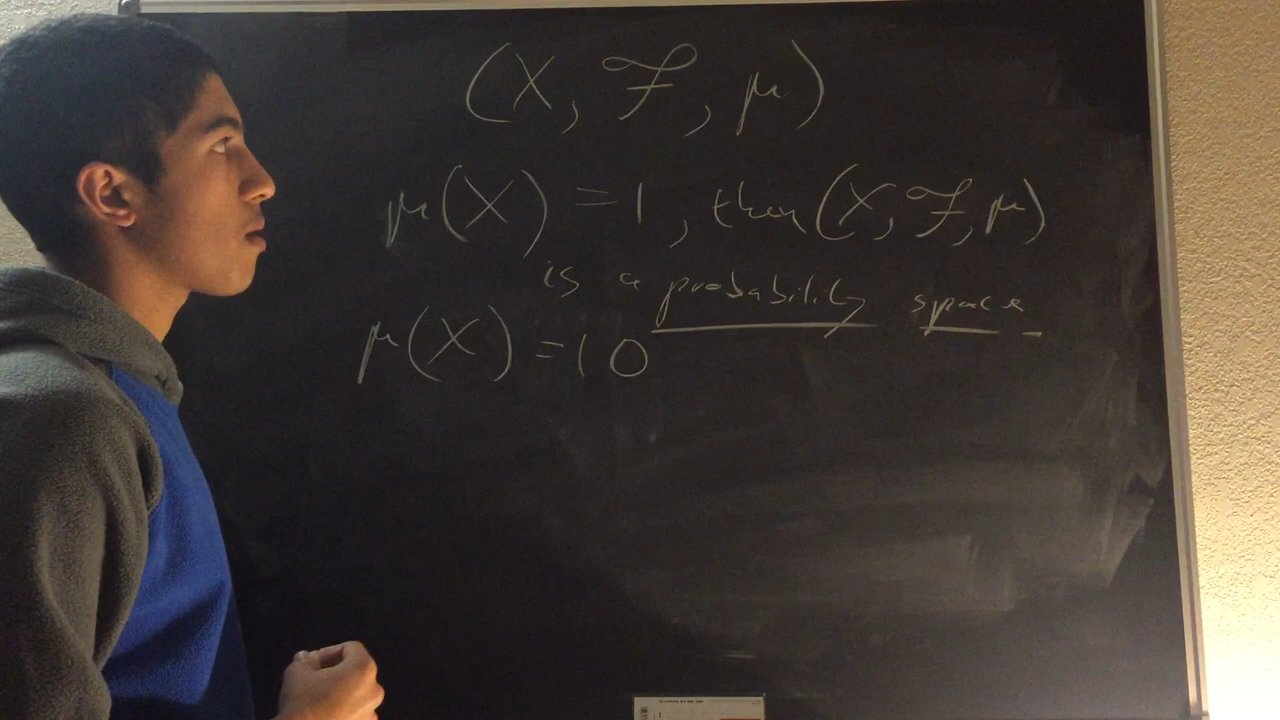 (X, ℱ, μ)
μ(X) = 1, then (X, ℱ, μ)
is a probability space
μ(X) = 10